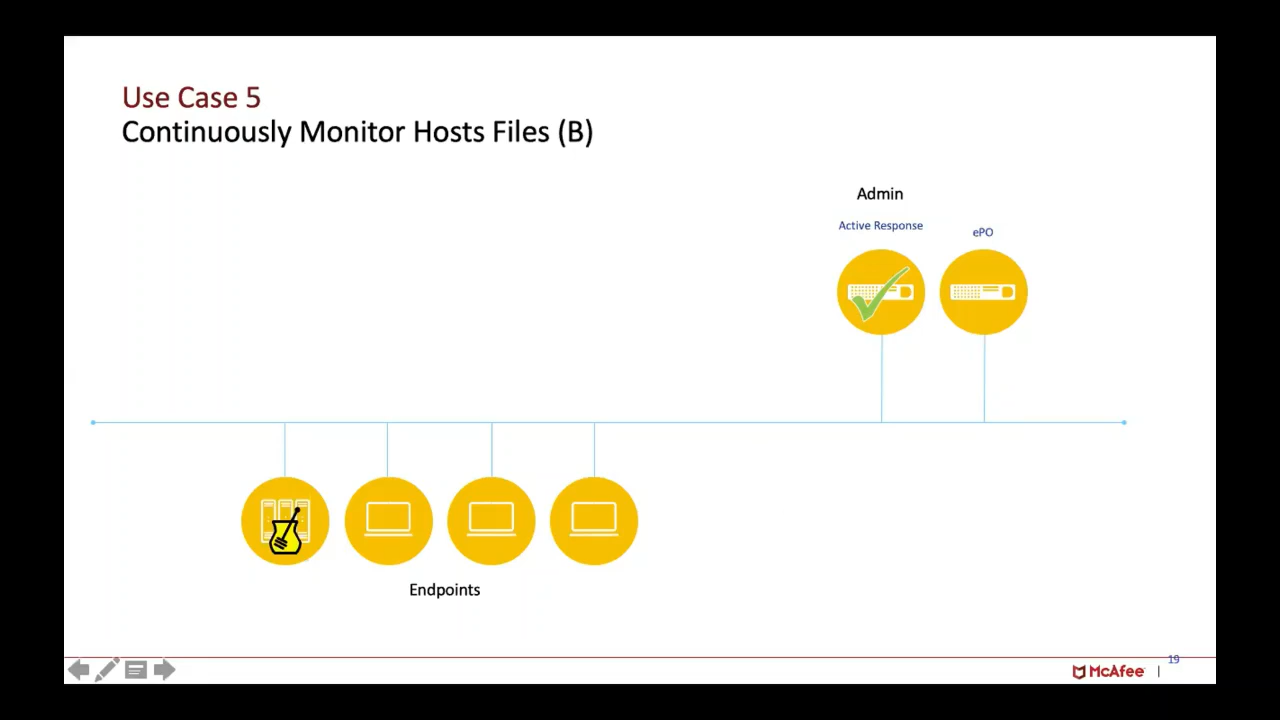 Use Case 5
Continuously Monitor Hosts Files (B)
Admin
Active Response
ePO
Endpoints
19
McAfee |